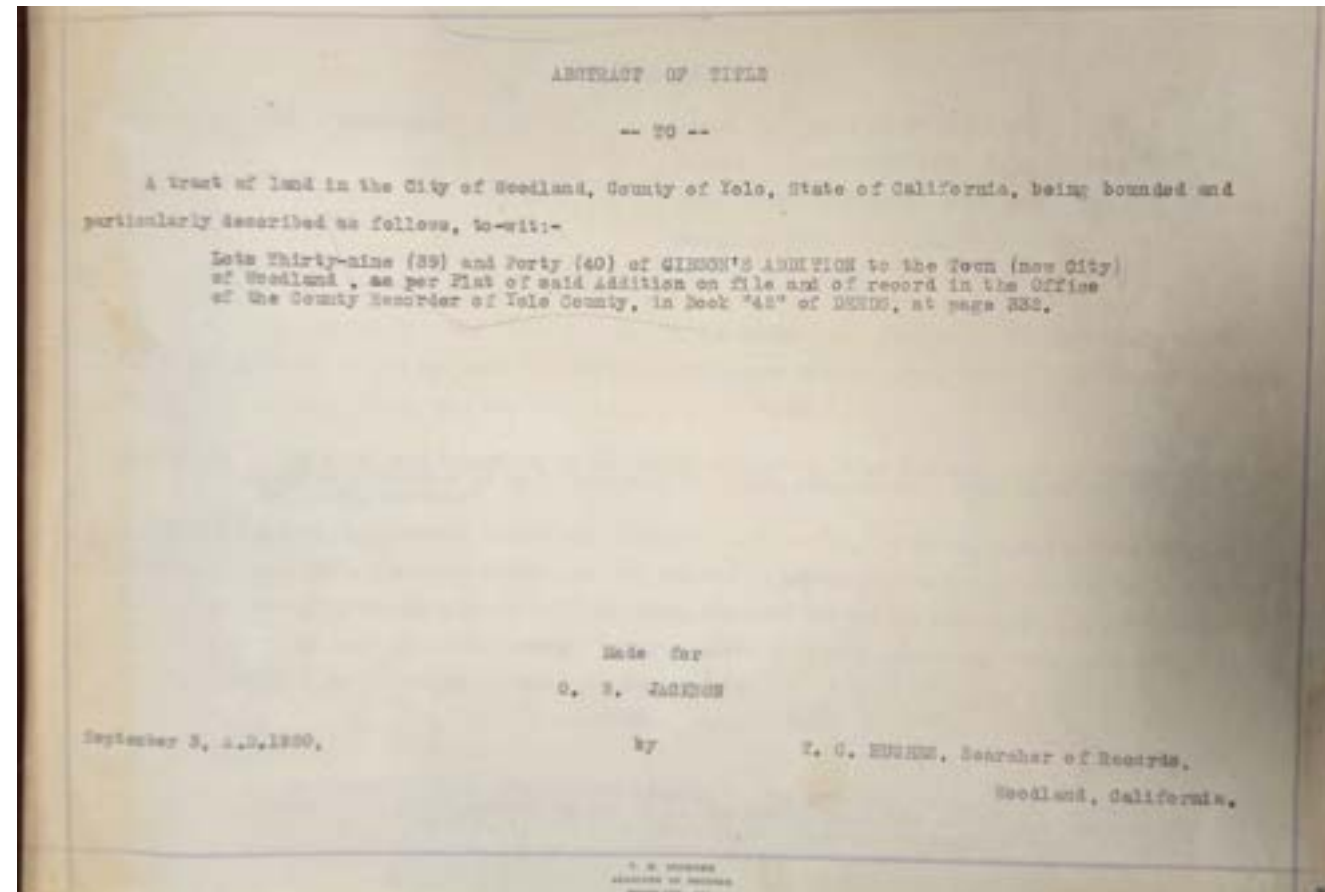 ABSTRACT OF TITLE
-- TO --
A tract of land in the City of Woodland, County of Yolo, State of California, being bounded and
particularly described as follows, to-wit:-
Lots Thirty-nine (39) and Forty (40) of GIBSON'S ADDITION to the Town (now City)
of Woodland , as per Plat of said Addition on file and of record in the Office
of the County Recorder of Yolo County, in Book "42" of DEEDS, at page 332.
Made for
JACKSON
September 3, A.D.
by
HUGHES, Searcher of Records,
Woodland, California.